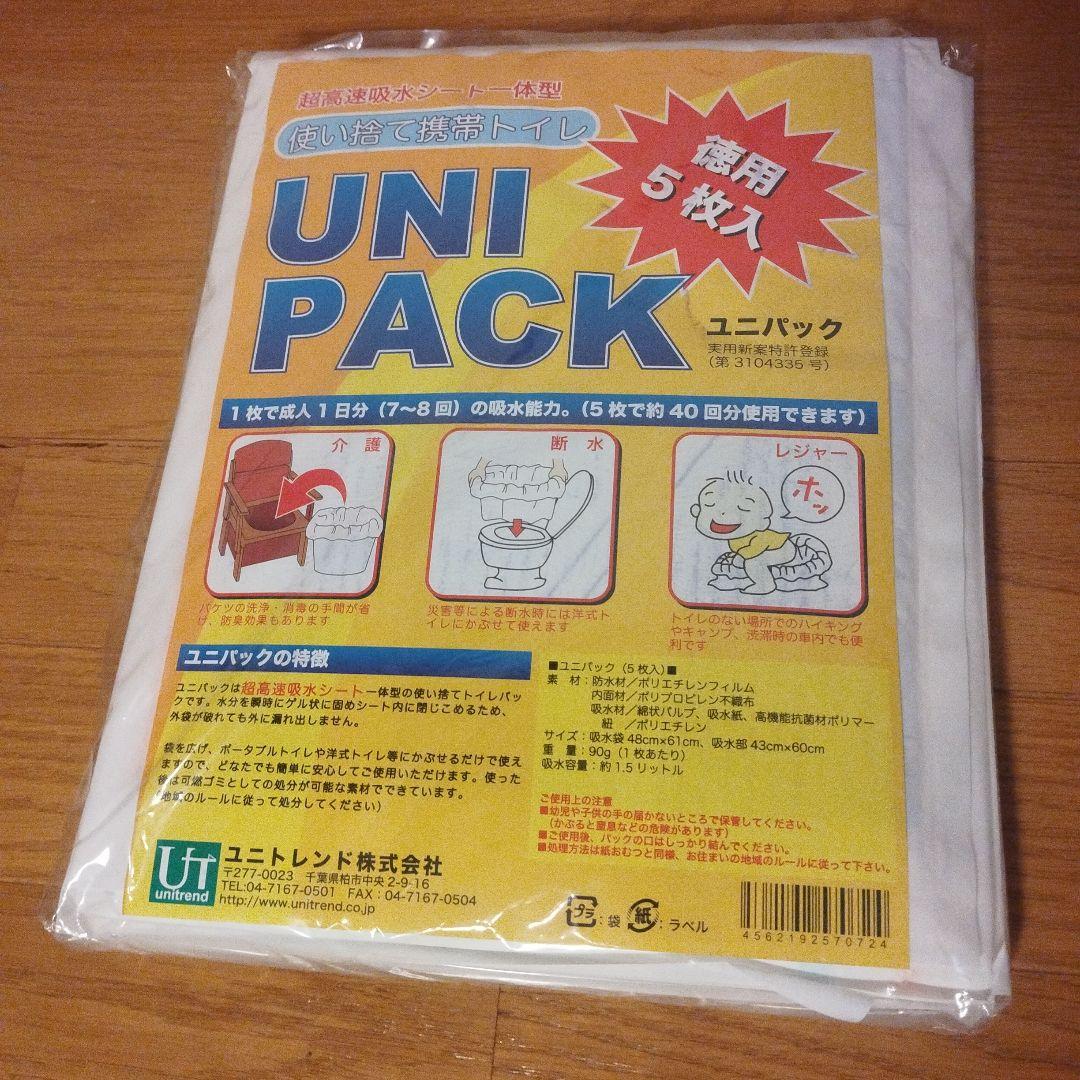 超高速吸水シート一体型
使い捨て携帯トイレ
徳用
5枚入
UNI
PACK
ユニパック
実用新案特許登録
(第3104335号)
1枚で成人1日分(7〜8回)の吸水能力。(5枚で約40回分使用できます)
介護
断水
レジャー
ホッ
バケツの洗浄・消毒の手間が省
け、防臭効果もあります
災害等による断水時には洋式ト
イレにかぶせて使えます
トイレのない場所でのハイキング
やキャンプ、渋滞時の車内でも便
利です
ユニパックの特徴
ユニパックは超高速吸水シート一体型の使い捨てトイレパッ
クです。水分を瞬時にゲル状に固めシート内に閉じこめるため、
外袋が破れても外に漏れ出しません。
袋を広げ、ポータブルトイレや洋式トイレ等にかぶせるだけで使え
ますので、どなたでも簡単に安心してご使用いただけます。使った
後は可燃ゴミとしての処分が可能な素材でできています。
(地域のルールに従って処分してください)
■ユニパック(5枚入)■
素 材:防水材/ポリエチレンフィルム
内面材/ポリプロピレン不織布
吸水材/綿状パルプ、吸水紙、高機能抗菌材ポリマー
紐 /ポリエチレン
サイズ:吸水袋48cm×61cm、吸水部43cm×60cm
重 量:90g(1枚あたり)
吸水容量:約1.5リットル
ご使用上の注意
■幼児や子供の手の届かないところで保管してください。
(かぶると窒息などの危険があります)
■ご使用後、パックの口はしっかり結んでください。
■処理方法は紙おむつと同様、お住まいの地域のルールに従って下さい。
UT
unitrend
ユニトレンド株式会社
〒277-0023 千葉県柏市中央2-9-16
TEL:04-7167-0501 FAX:04-7167-0504
http://www.unitrend.co.jp
プラ:袋 紙:ラベル
4562192570724